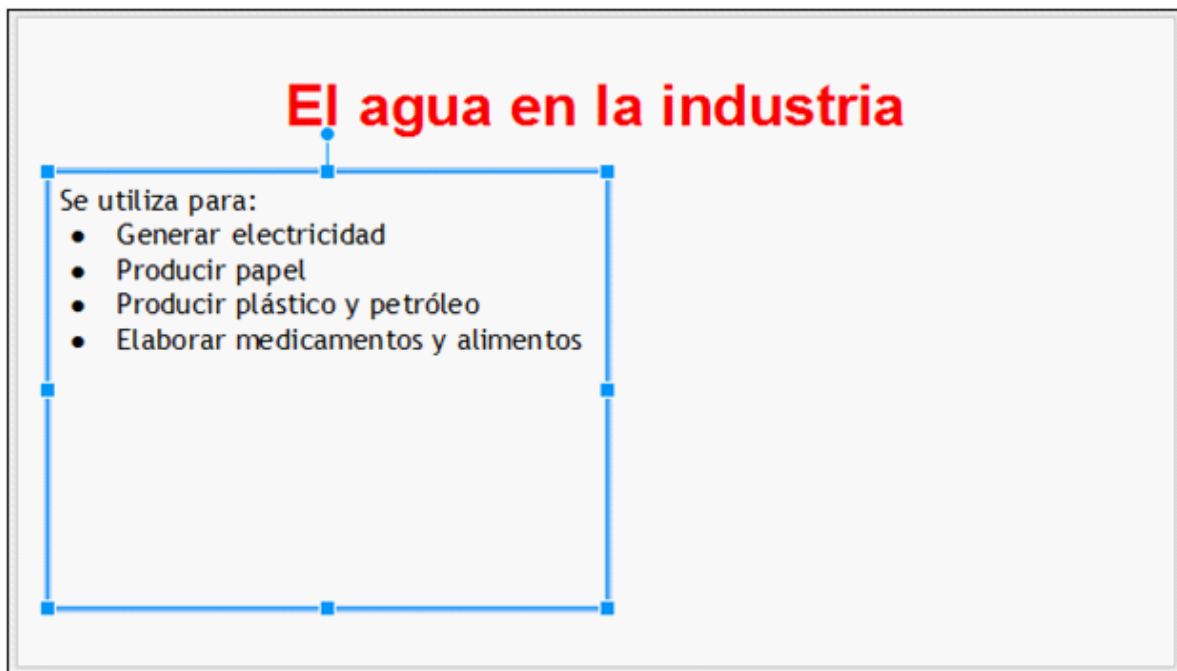 El agua en la industria
Se utiliza para:
● Generar electricidad
● Producir papel
● Producir plástico y petróleo
● Elaborar medicamentos y alimentos